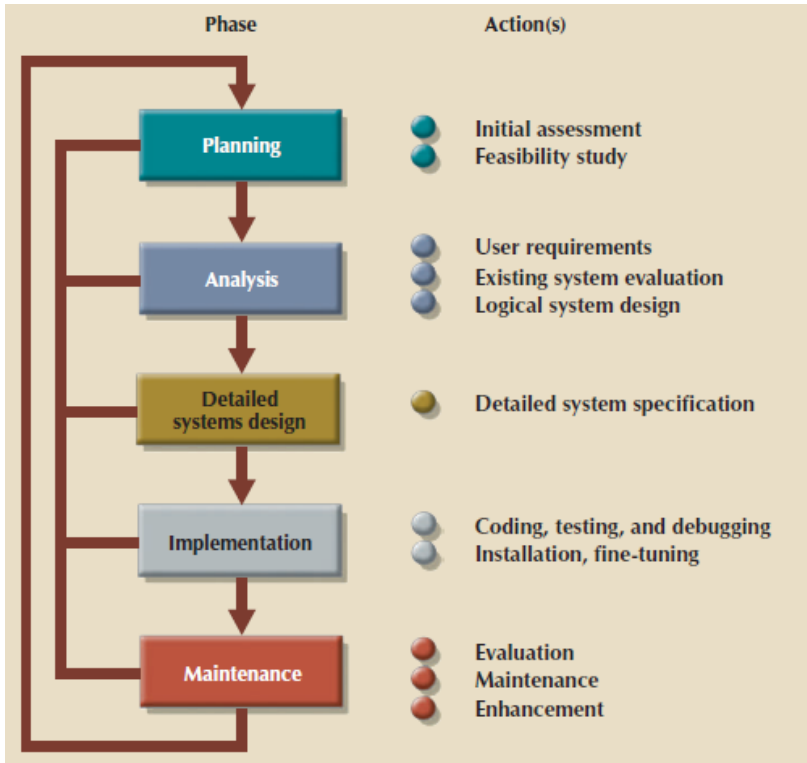 Phase Action(s)
Planning
Initial assessment
Feasibility study
Analysis
User requirements
Existing system evaluation
Logical system design
Detailed
systems design
Detailed system specification
Implementation
Coding, testing, and debugging
Installation, fine-tuning
Maintenance
Evaluation
Maintenance
Enhancement